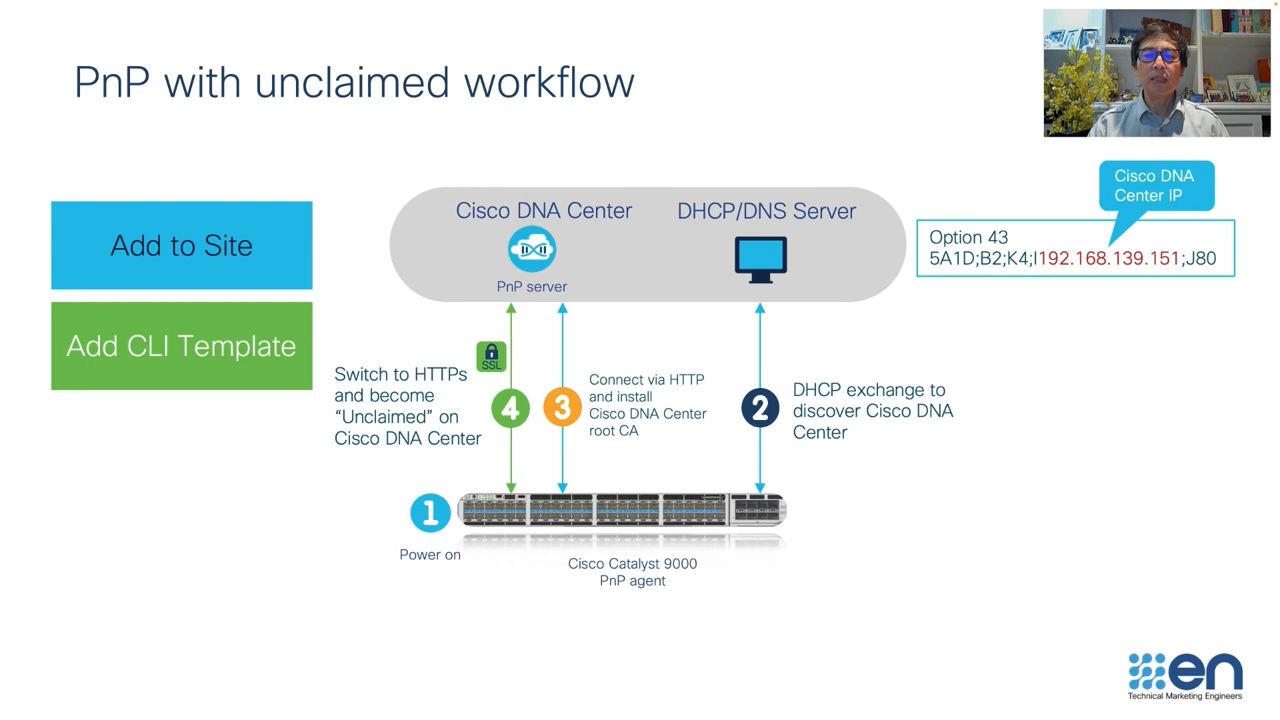 PnP with unclaimed workflow
Cisco DNA
Center IP
Add to Site
Add CLI Template
Cisco DNA Center
PnP server
DHCP/DNS Server
Option 43
5A1D;B2;K4;I192.168.139.151;J80
SSL
Switch to HTTPs
and become
“Unclaimed” on
Cisco DNA Center
4
3
Connect via HTTP
and install
Cisco DNA Center
root CA
2
DHCP exchange to
discover Cisco DNA
Center
1
Power on
Cisco Catalyst 9000
PnP agent
en
Technical Marketing Engineers